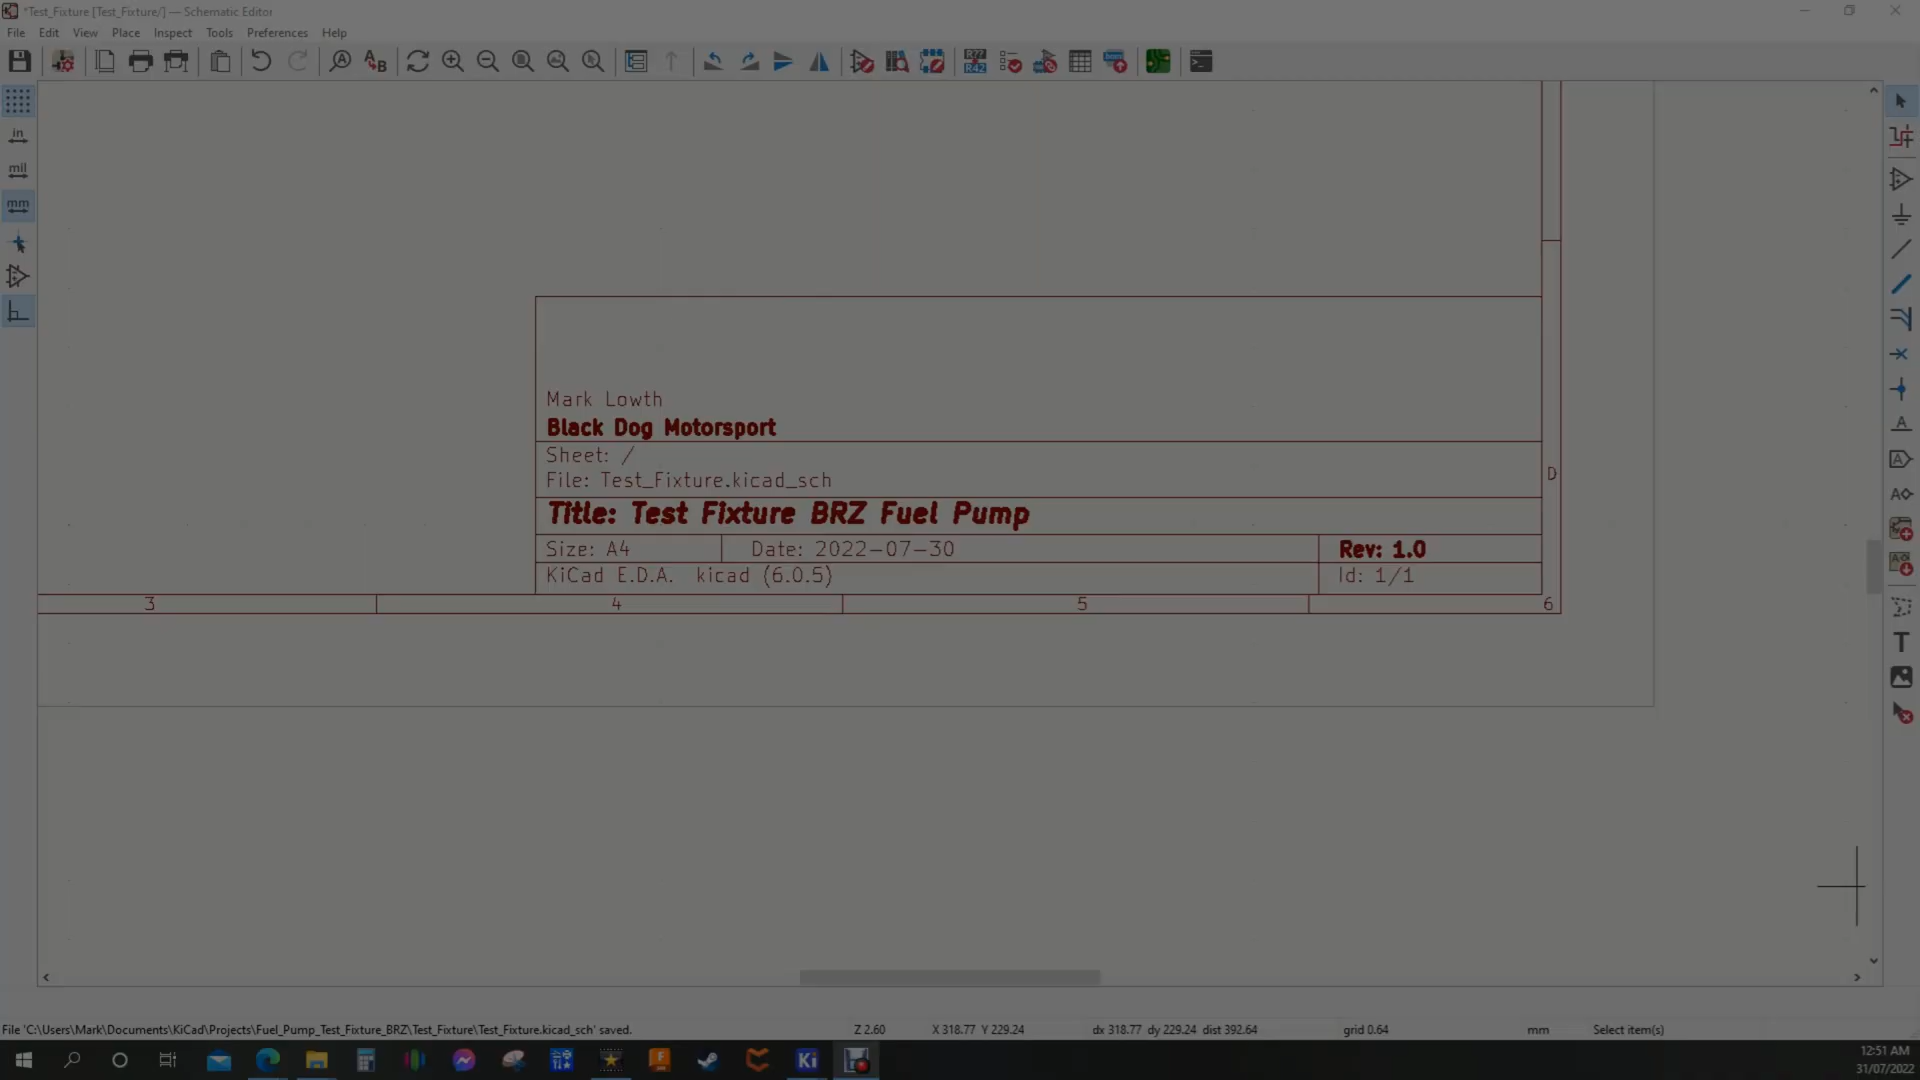 *Test_Fixture [Test_Fixture/] — Schematic Editor
File Edit View Place Inspect Tools Preferences Help
in
mil
mm
Mark Lowth
Black Dog Motorsport
Sheet: /
File: Test_Fixture.kicad_sch
D
Title: Test Fixture BRZ Fuel Pump
Size: A4 Date: 2022-07-30 Rev: 1.0
KiCad E.D.A. kicad (6.0.5) Id: 1/1
3 4 5 6
File 'C:\Users\Mark\Documents\KiCad\Projects\Fuel_Pump_Test_Fixture_BRZ\Test_Fixture\Test_Fixture.kicad_sch' saved. Z 2.60 X 318.77 Y 229.24 dx 318.77 dy 229.24 dist 392.64 grid 0.64 mm Select item(s)
Ki
12:51 AM
31/07/2022